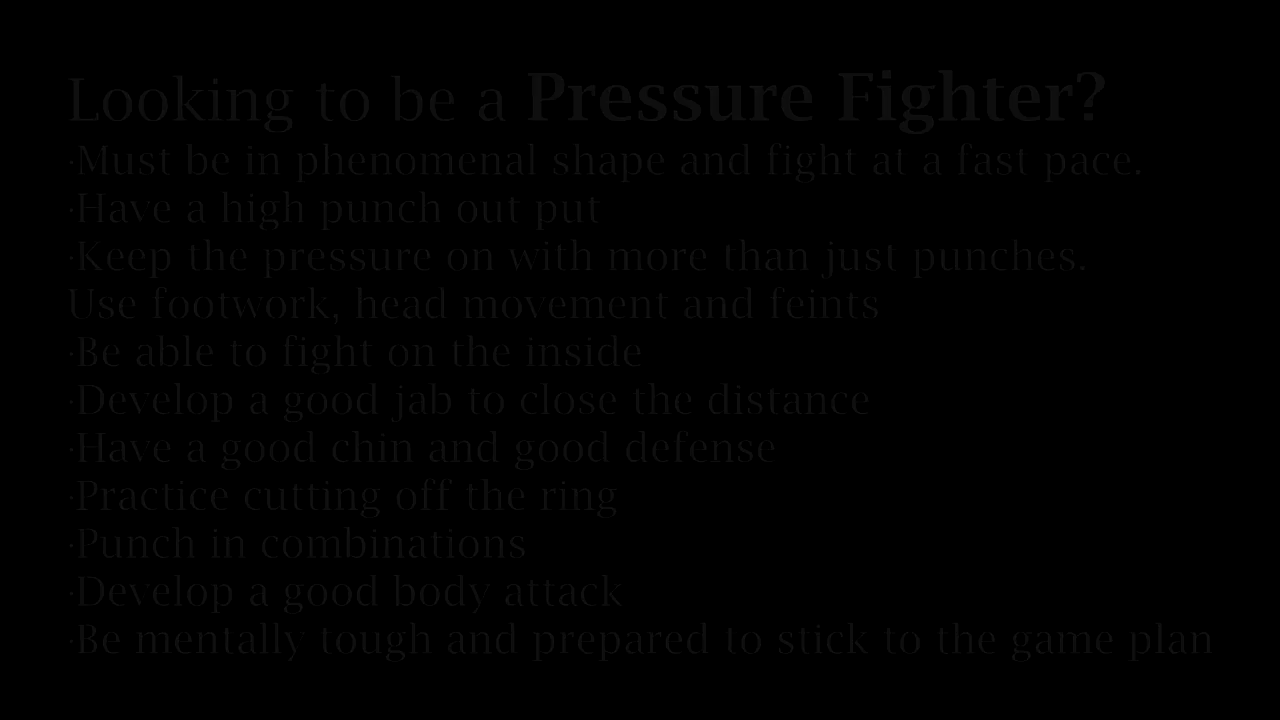 Looking to be a Pressure Fighter?
·Must be in phenomenal shape and fight at a fast pace.
·Have a high punch out put
·Keep the pressure on with more than just punches.
Use footwork, head movement and feints
·Be able to fight on the inside
·Develop a good jab to close the distance
·Have a good chin and good defense
·Practice cutting off the ring
·Punch in combinations
·Develop a good body attack
·Be mentally tough and prepared to stick to the game plan